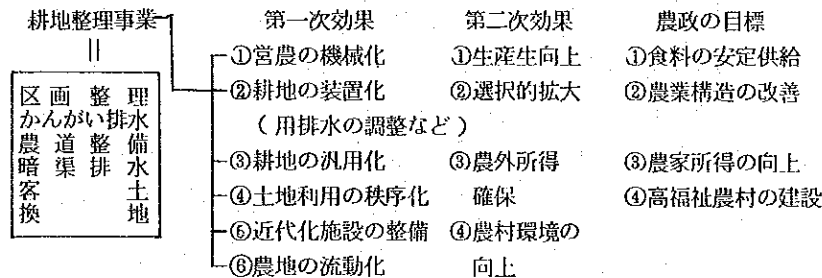 耕地整理事業　第一次効果　第二次効果　農政の目標
||　①営農の機械化　①生産生向上　①食料の安定供給
区画整理　②耕地の装置化　②選択的拡大　②農業構造の改善
かんがい排水　（用排水の調整など）
農道整備　③耕地の汎用化　③農外所得　③農家所得の向上
暗渠排水　④土地利用の秩序化　確保　④高福祉農村の建設
客土　⑤近代化施設の整備　④農村環境の
換地　⑥農地の流動化　向上